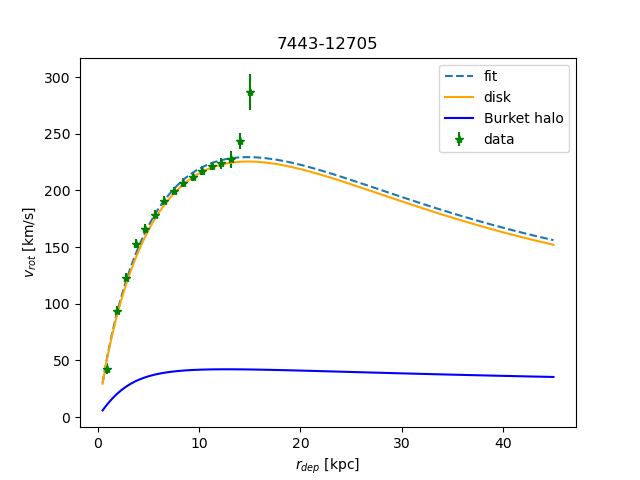 7443-12705
300
250
200
150
100
50
0
v_rot [km/s]
fit
disk
Burket halo
data
0 10 20 30 40
r_dep [kpc]